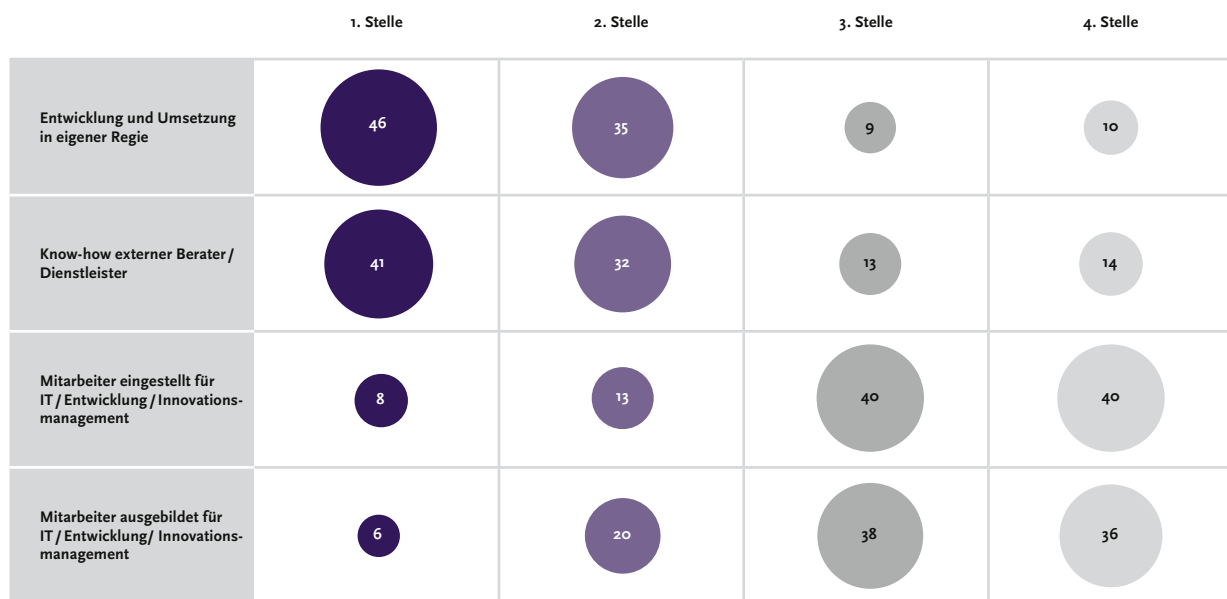 1. Stelle 2. Stelle 3. Stelle 4. Stelle
Entwicklung und Umsetzung
in eigener Regie
46 35 9 10
Know-how externer Berater /
Dienstleister
41 32 13 14
Mitarbeiter eingestellt für
IT / Entwicklung / Innovations-
management
8 13 40 40
Mitarbeiter ausgebildet für
IT / Entwicklung/ Innovations-
management
6 20 38 36